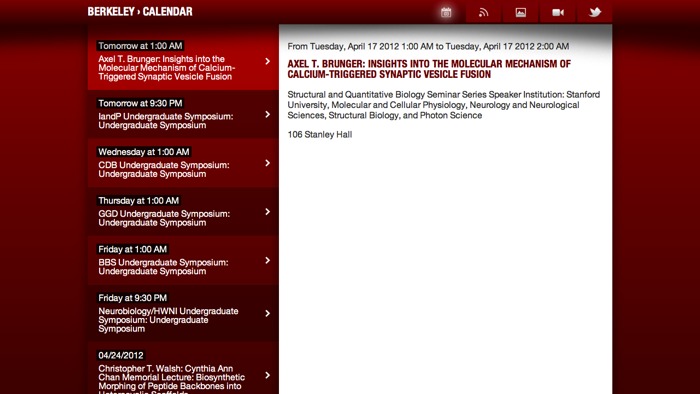 BERKELEY › CALENDAR
Tomorrow at 1:00 AM
Axel T. Brunger: Insights into the
Molecular Mechanism of Calcium-
Triggered Synaptic Vesicle Fusion
Tomorrow at 9:30 PM
IandP Undergraduate Symposium:
Undergraduate Symposium
Wednesday at 1:00 AM
CDB Undergraduate Symposium:
Undergraduate Symposium
Thursday at 1:00 AM
GGD Undergraduate Symposium:
Undergraduate Symposium
Friday at 1:00 AM
BBS Undergraduate Symposium:
Undergraduate Symposium
Friday at 9:30 PM
Neurobiology/HWNI Undergraduate
Symposium: Undergraduate
Symposium
04/24/2012
Christopher T. Walsh: Cynthia Ann
Chan Memorial Lecture: Biosynthetic
Morphing of Peptide Backbones into
From Tuesday, April 17 2012 1:00 AM to Tuesday, April 17 2012 2:00 AM
AXEL T. BRUNGER: INSIGHTS INTO THE MOLECULAR MECHANISM OF
CALCIUM-TRIGGERED SYNAPTIC VESICLE FUSION
Structural and Quantitative Biology Seminar Series Speaker Institution: Stanford
University, Molecular and Cellular Physiology, Neurology and Neurological
Sciences, Structural Biology, and Photon Science
106 Stanley Hall